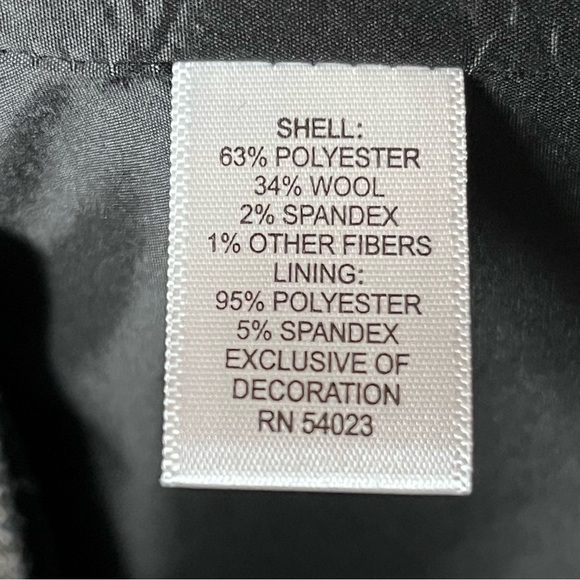 SHELL:
63% POLYESTER
34% WOOL
2% SPANDEX
1% OTHER FIBERS
LINING:
95% POLYESTER
5% SPANDEX
EXCLUSIVE OF
DECORATION
RN 54023